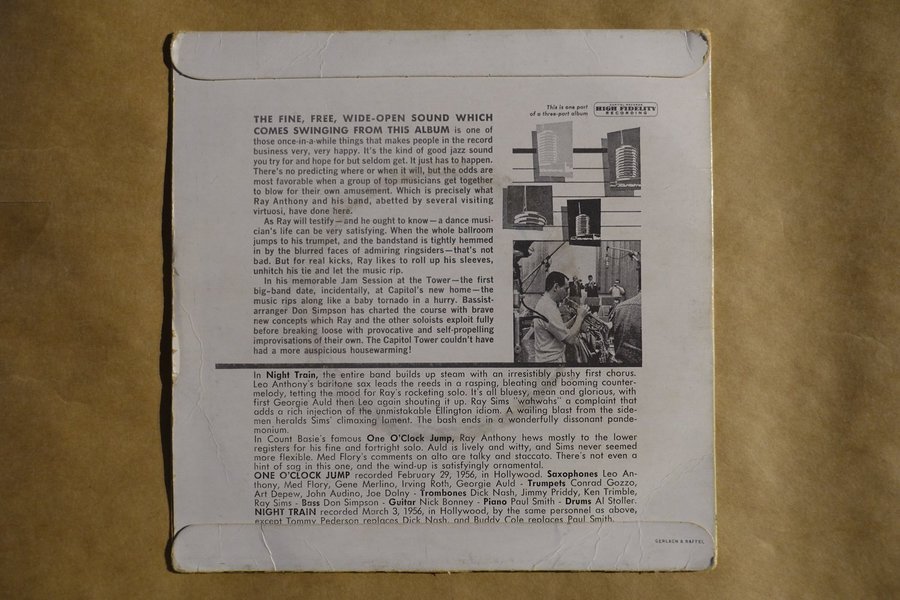 This is one part
of a three-part album
CAPITOL RECORDS
HIGH FIDELITY
RECORDING
THE FINE, FREE, WIDE-OPEN SOUND WHICH
COMES SWINGING FROM THIS ALBUM is one of
those once-in-a-while things that makes people in the record
business very, very happy. It's the kind of good jazz sound
you try for and hope for but seldom get. It just has to happen.
There's no predicting where or when it will, but the odds are
most favorable when a group of top musicians get together
to blow for their own amusement. Which is precisely what
Ray Anthony and his band, abetted by several visiting
virtuosi, have done here.
As Ray will testify—and he ought to know—a dance musi-
cian's life can be very satisfying. When the whole ballroom
jumps to his trumpet, and the bandstand is tightly hemmed
in by the blurred faces of admiring ringsiders—that's not
bad. But for real kicks, Ray likes to roll up his sleeves,
unhitch his tie and let the music rip.
In his memorable Jam Session at the Tower—the first
big-band date, incidentally, at Capitol's new home—the
music rips along like a baby tornado in a hurry. Bassist-
arranger Don Simpson has charted the course with brave
new concepts which Ray and the other soloists exploit fully
before breaking loose with provocative and self-propelling
improvisations of their own. The Capitol Tower couldn't have
had a more auspicious housewarming!
In Night Train, the entire band builds up steam with an irresistibly pushy first chorus.
Leo Anthony's baritone sax leads the reeds in a rasping, bleating and booming counter-
melody, tetting the mood for Ray's rocketing solo. It's all bluesy, mean and glorious, with
first Georgie Auld then Leo again shouting it up. Ray Sims "wahwahs" a complaint that
adds a rich injection of the unmistakable Ellington idiom. A wailing blast from the side-
men heralds Sims' climaxing lament. The bash ends in a wonderfully dissonant pande-
monium.
In Count Basie's famous One O'Clock Jump, Ray Anthony hews mostly to the lower
registers for his fine and fortright solo. Auld is lively and witty, and Sims never seemed
more flexible. Med Flory's comments on alto are talky and staccato. There's not even a
hint of sag in this one, and the wind-up is satisfyingly ornamental.
ONE O'CLOCK JUMP recorded February 29, 1956, in Hollywood. Saxophones Leo An-
thony, Med Flory, Gene Merlino, Irving Roth, Georgie Auld - Trumpets Conrad Gozzo,
Art Depew, John Audino, Joe Dolny - Trombones Dick Nash, Jimmy Priddy, Ken Trimble,
Ray Sims - Bass Don Simpson - Guitar Nick Bonney - Piano Paul Smith - Drums Al Stoller.
NIGHT TRAIN recorded March 3, 1956, in Hollywood, by the same personnel as above,
except Tommy Pederson replaces Dick Nash, and Buddy Cole replaces Paul Smith.
GERLACH & RAFTEL